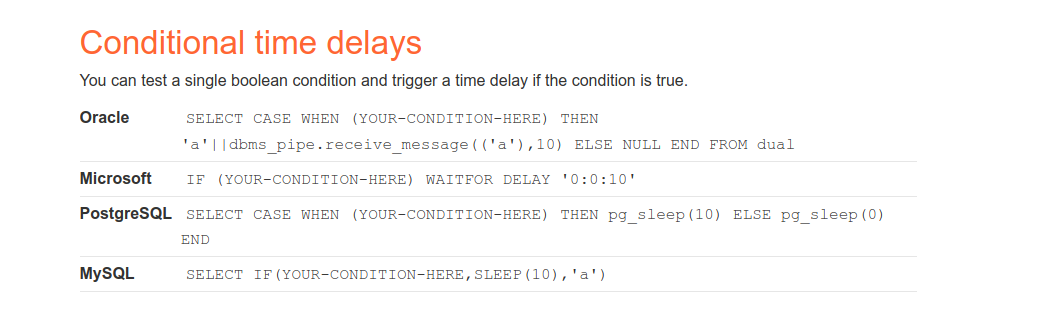 Conditional time delays
You can test a single boolean condition and trigger a time delay if the condition is true.
Oracle SELECT CASE WHEN (YOUR-CONDITION-HERE) THEN
'a'||dbms_pipe.receive_message(('a'),10) ELSE NULL END FROM dual
Microsoft IF (YOUR-CONDITION-HERE) WAITFOR DELAY '0:0:10'
PostgreSQL SELECT CASE WHEN (YOUR-CONDITION-HERE) THEN pg_sleep(10) ELSE pg_sleep(0)
END
MySQL SELECT IF(YOUR-CONDITION-HERE,SLEEP(10),'a')